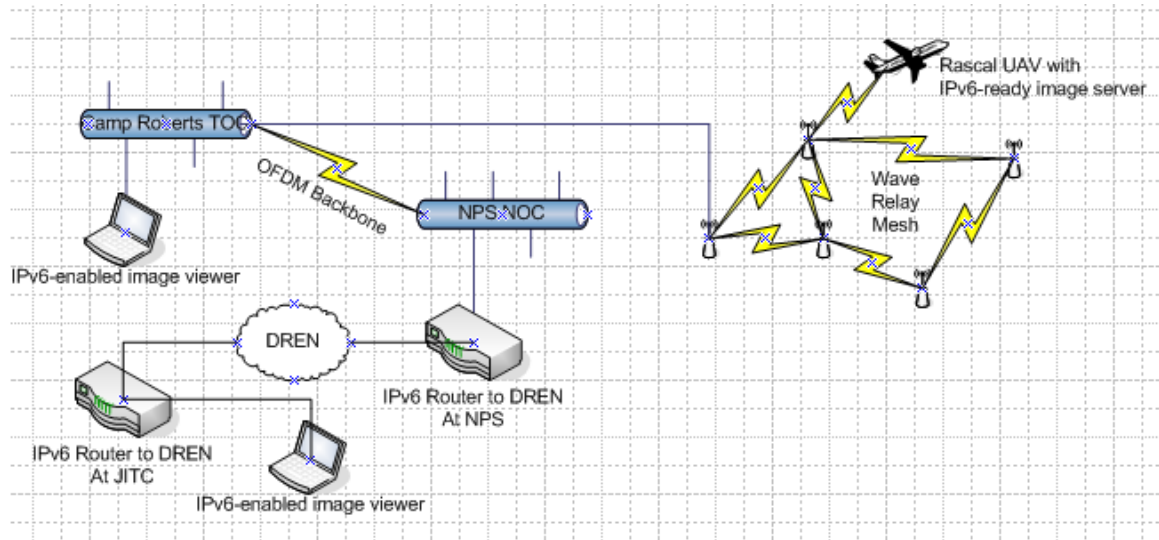 Rascal UAV with
IPv6-ready image server
Camp Roberts TOC
OFDM Backbone
NPS NOC
Wave
Relay
Mesh
IPv6-enabled image viewer
DREN
IPv6 Router to DREN
At NPS
IPv6 Router to DREN
At JITC
IPv6-enabled image viewer